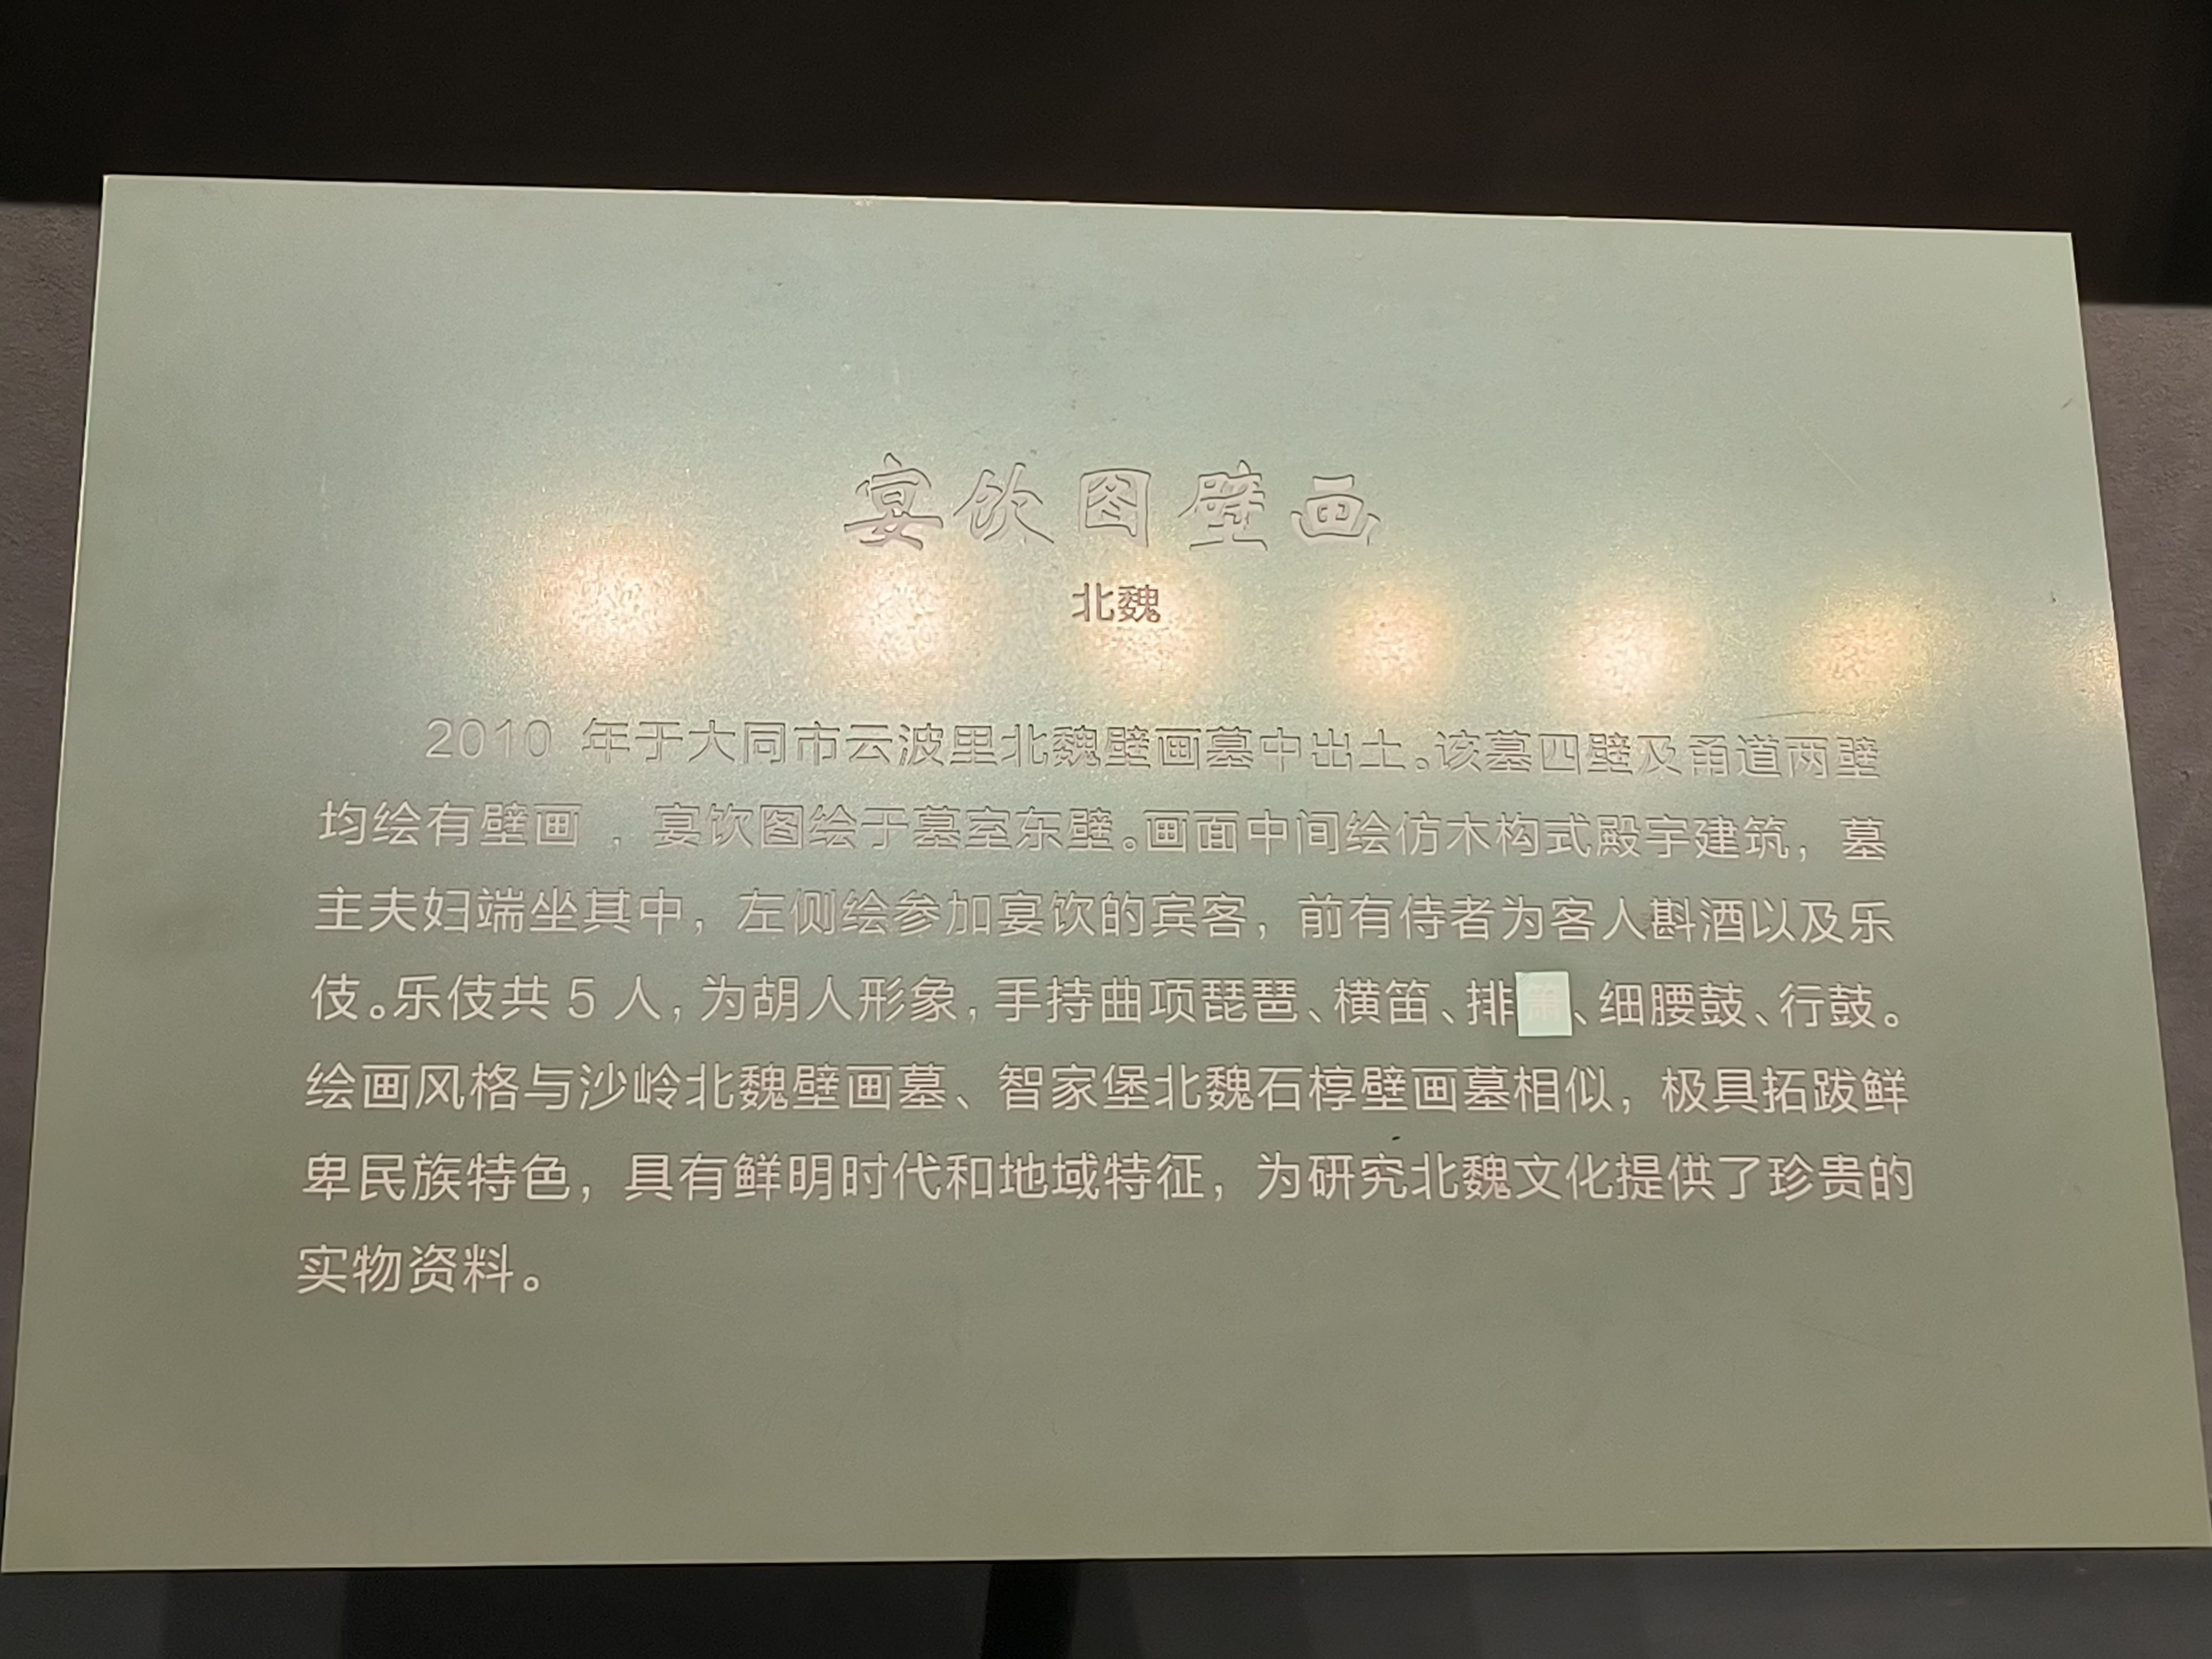 宴饮图壁画
北魏
2010 年于大同市云波里北魏壁画墓中出土。该墓四壁及甬道两壁
均绘有壁画 ，宴饮图绘于墓室东壁。画面中间绘仿木构式殿宇建筑，墓
主夫妇端坐其中，左侧绘参加宴饮的宾客，前有侍者为客人斟酒以及乐
伎。乐伎共 5 人，为胡人形象，手持曲项琵琶、横笛、排箫、细腰鼓、行鼓。
绘画风格与沙岭北魏壁画墓、智家堡北魏石椁壁画墓相似，极具拓跋鲜
卑民族特色，具有鲜明时代和地域特征，为研究北魏文化提供了珍贵的
实物资料。